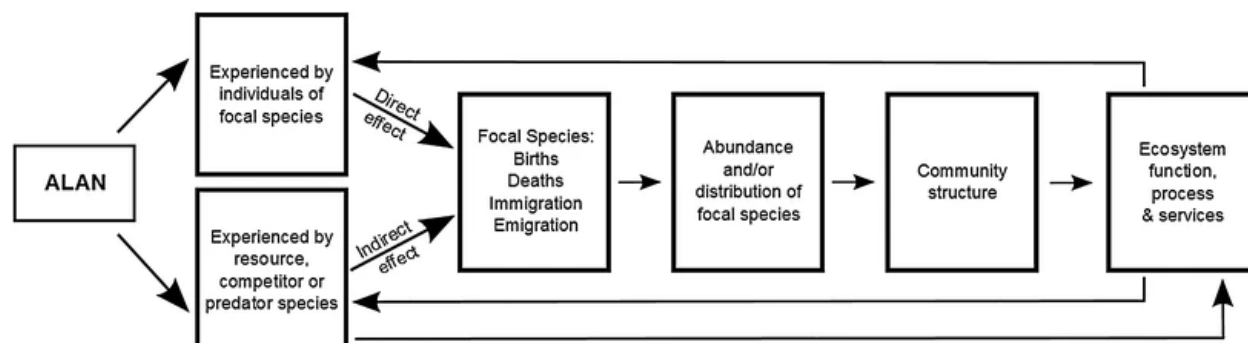 ALAN
Experienced by
individuals of
focal species
Direct
effect
Experienced by
resource,
competitor or
predator species
Indirect
effect
Focal Species:
Births
Deaths
Immigration
Emigration
Abundance
and/or
distribution of
focal species
Community
structure
Ecosystem
function,
process
& services